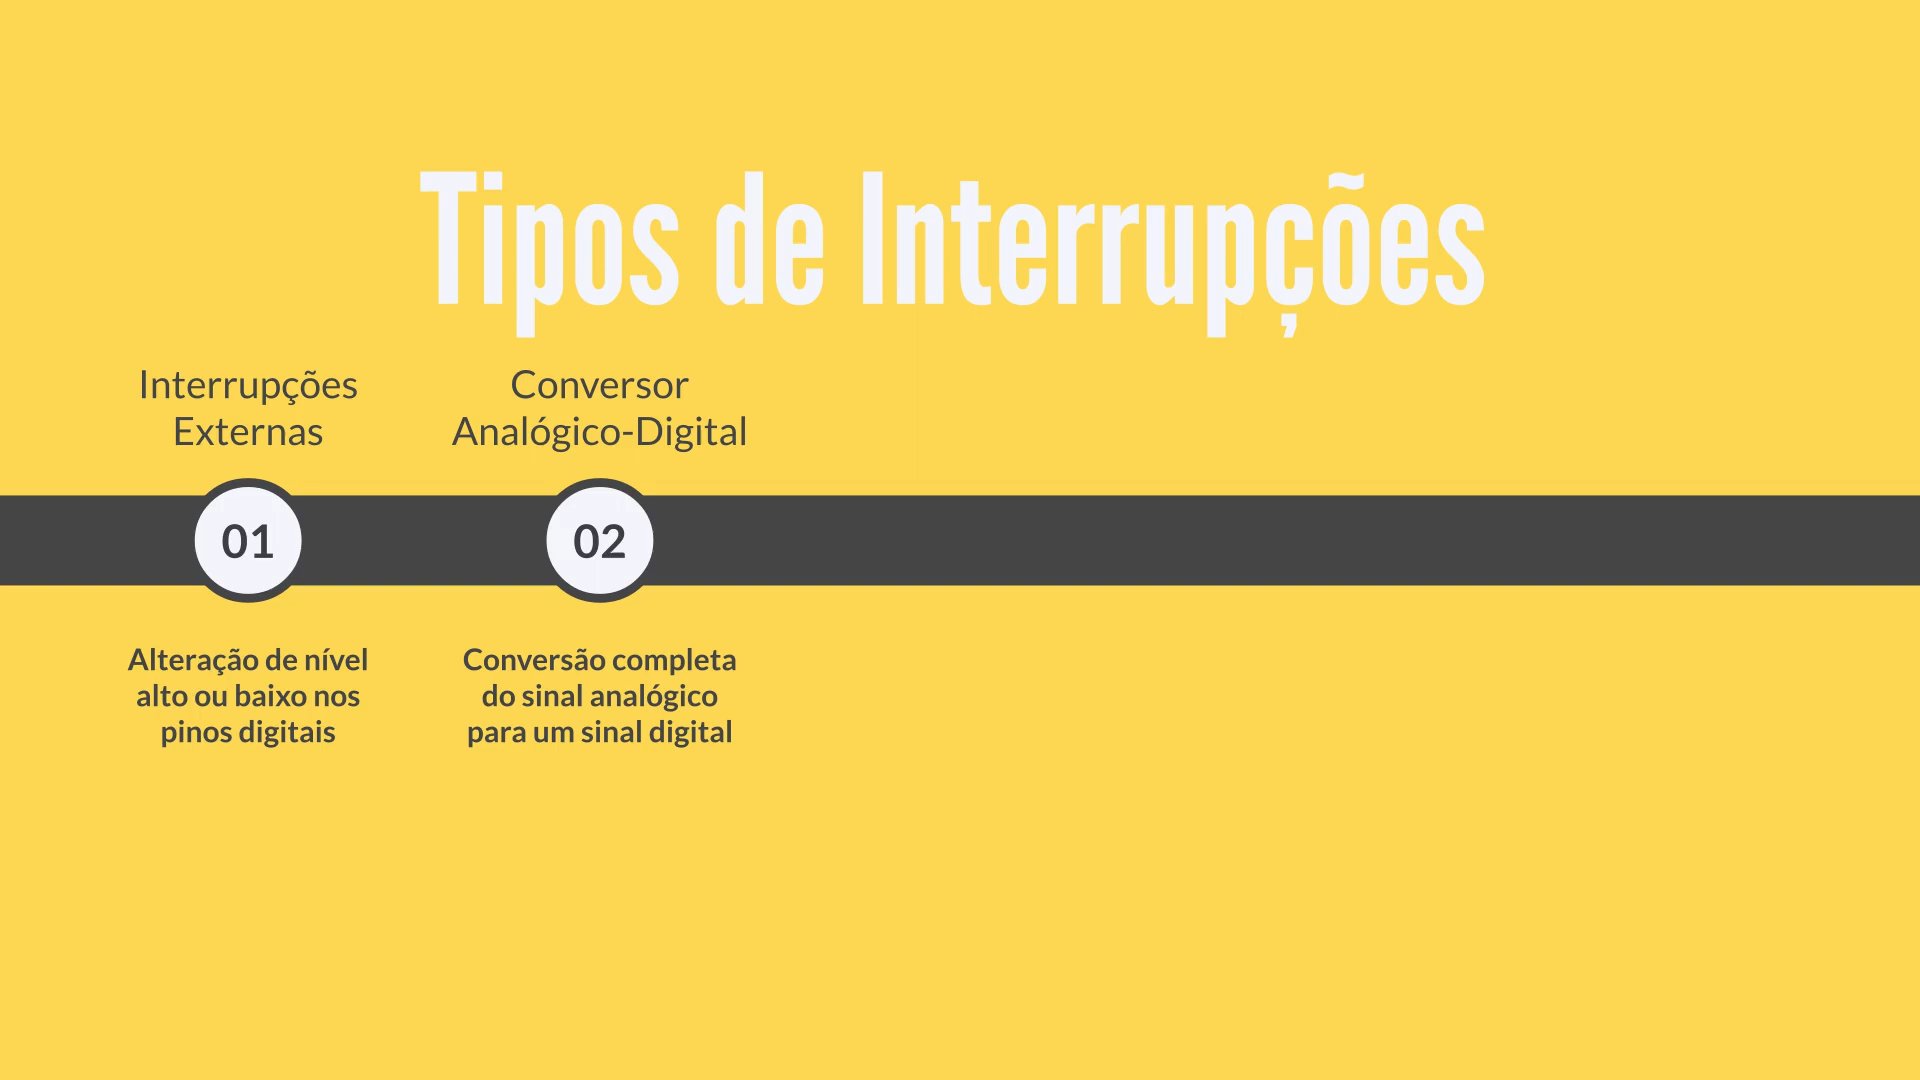 Tipos de Interrupções
Interrupções
Externas
01
Alteração de nível
alto ou baixo nos
pinos digitais
Conversor
Analógico-Digital
02
Conversão completa
do sinal analógico
para um sinal digital